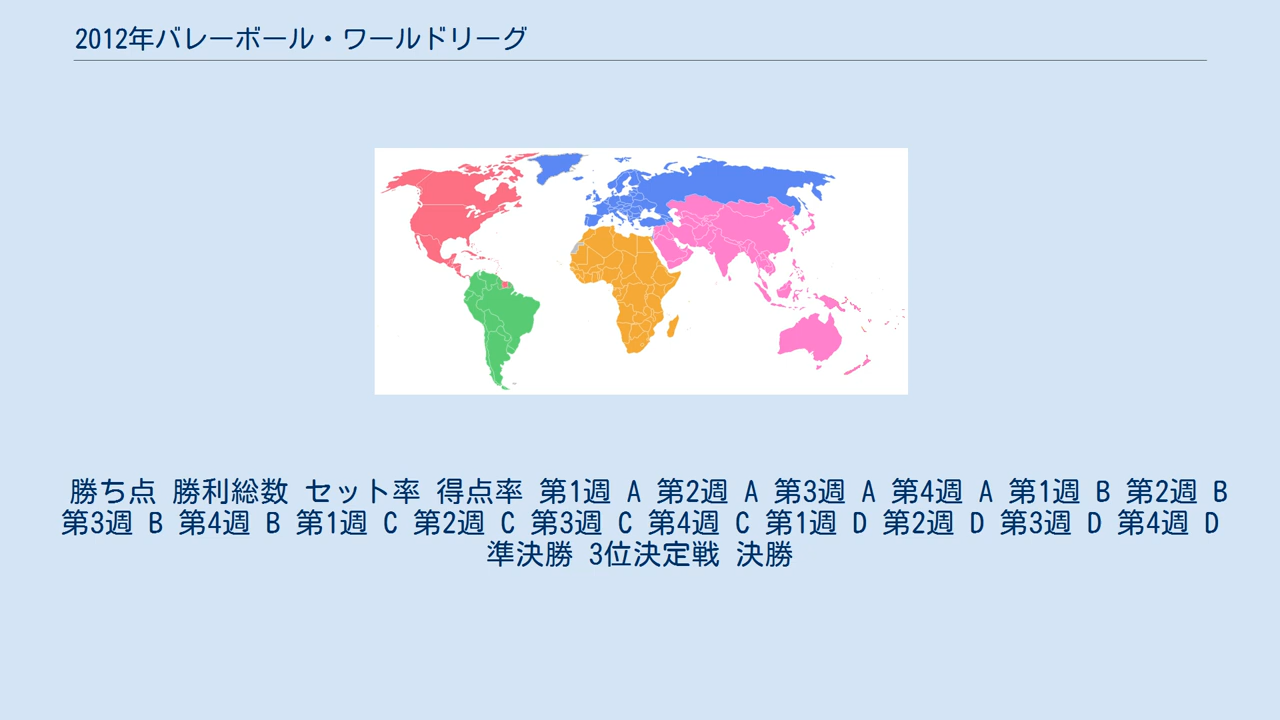 2012年バレーボール・ワールドリーグ
勝ち点 勝利総数 セット率 得点率 第1週 A 第2週 A 第3週 A 第4週 A 第1週 B 第2週 B
第3週 B 第4週 B 第1週 C 第2週 C 第3週 C 第4週 C 第1週 D 第2週 D 第3週 D 第4週 D
準決勝 3位決定戦 決勝